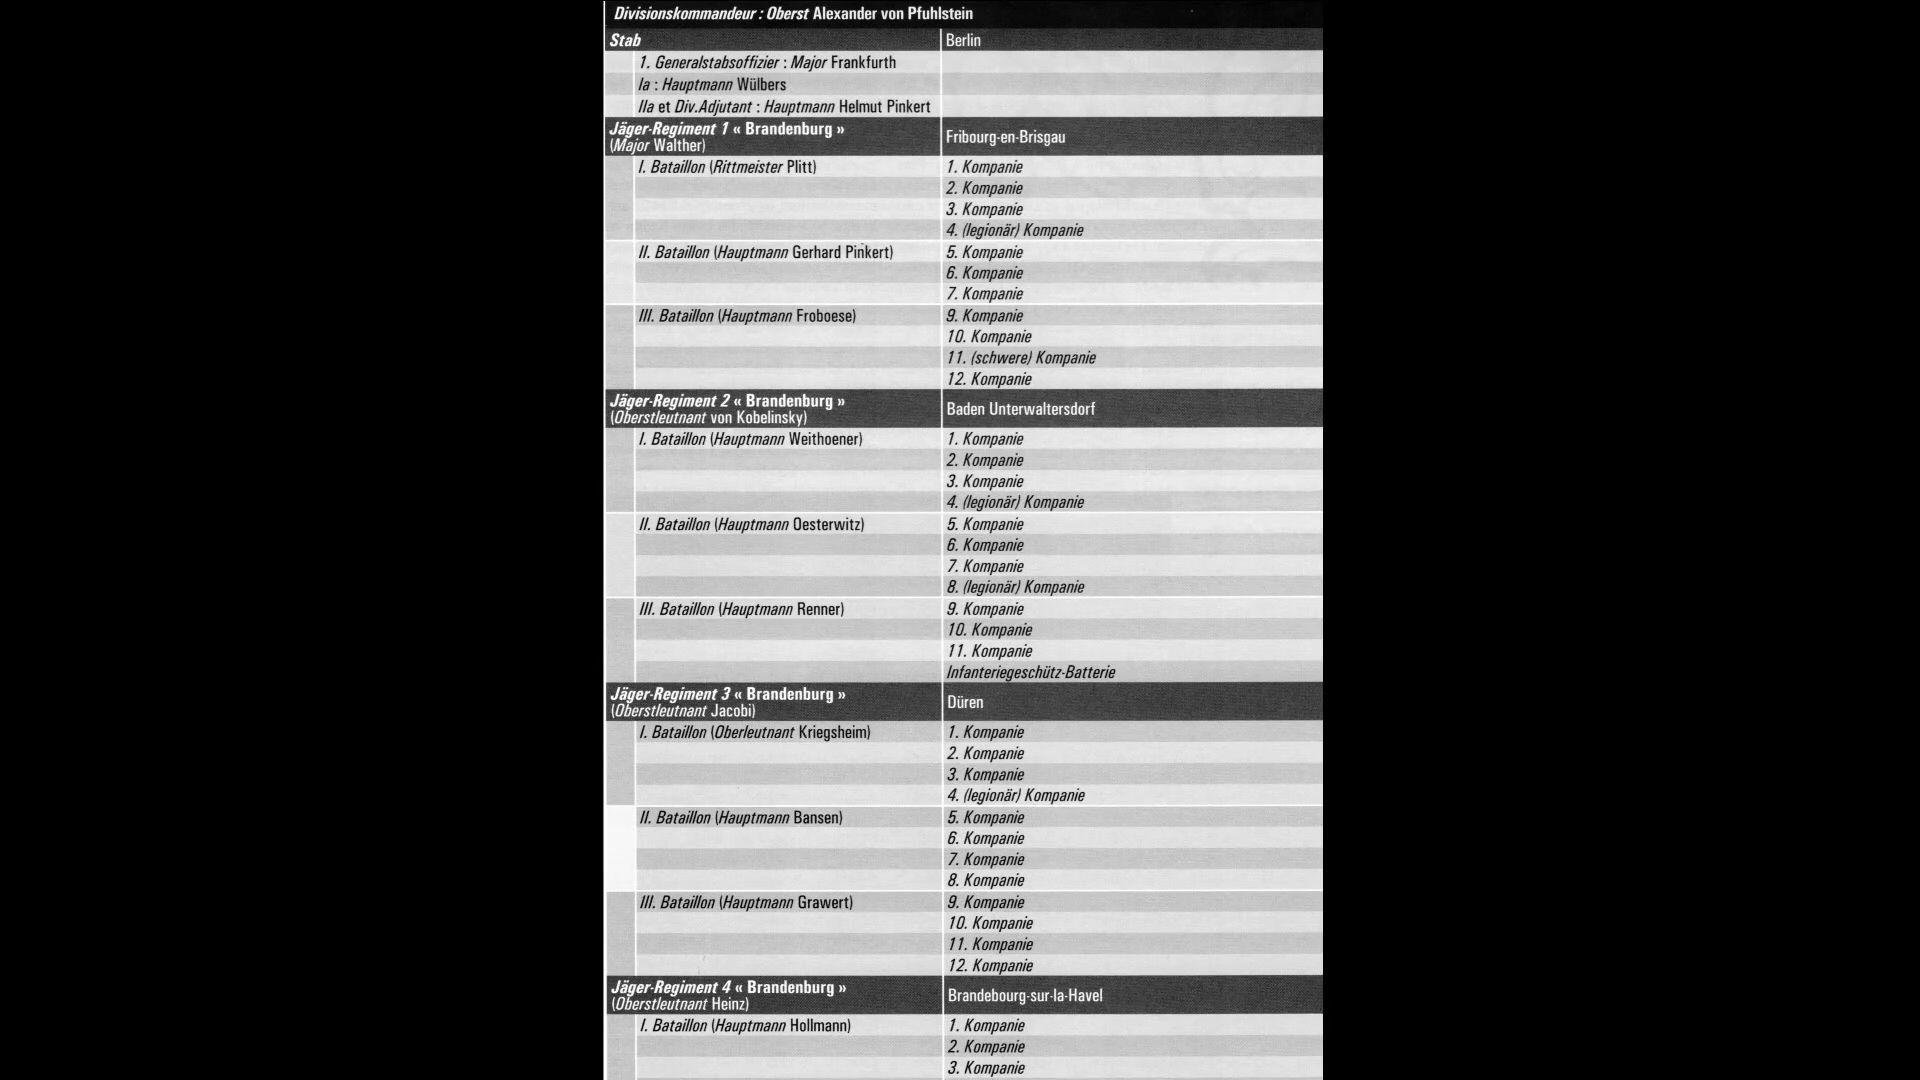 Divisionskommandeur : Oberst Alexander von Pfuhlstein
Stab
Berlin
1. Generalstabsoffizier : Major Frankfurth
Ia : Hauptmann Wülbers
IIa et Div.Adjutant : Hauptmann Helmut Pinkert
Jäger-Regiment 1 « Brandenburg »
(Major Walther)
Fribourg-en-Brisgau
I. Bataillon (Rittmeister Plitt)
1. Kompanie
2. Kompanie
3. Kompanie
4. (legionär) Kompanie
II. Bataillon (Hauptmann Gerhard Pinkert)
5. Kompanie
6. Kompanie
7. Kompanie
III. Bataillon (Hauptmann Froboese)
9. Kompanie
10. Kompanie
11. (schwere) Kompanie
12. Kompanie
Jäger-Regiment 2 « Brandenburg »
(Oberstleutnant von Kobelinsky)
Baden Unterwaltersdorf
I. Bataillon (Hauptmann Weithoener)
1. Kompanie
2. Kompanie
3. Kompanie
4. (legionär) Kompanie
II. Bataillon (Hauptmann Oesterwitz)
5. Kompanie
6. Kompanie
7. Kompanie
8. (legionär) Kompanie
III. Bataillon (Hauptmann Renner)
9. Kompanie
10. Kompanie
11. Kompanie
Infanteriegeschütz-Batterie
Jäger-Regiment 3 « Brandenburg »
(Oberstleutnant Jacobi)
Düren
I. Bataillon (Oberleutnant Kriegsheim)
1. Kompanie
2. Kompanie
3. Kompanie
4. (legionär) Kompanie
II. Bataillon (Hauptmann Bansen)
5. Kompanie
6. Kompanie
7. Kompanie
8. Kompanie
III. Bataillon (Hauptmann Grawert)
9. Kompanie
10. Kompanie
11. Kompanie
12. Kompanie
Jäger-Regiment 4 « Brandenburg »
(Oberstleutnant Heinz)
Brandebourg-sur-la-Havel
I. Bataillon (Hauptmann Hollmann)
1. Kompanie
2. Kompanie
3. Kompanie